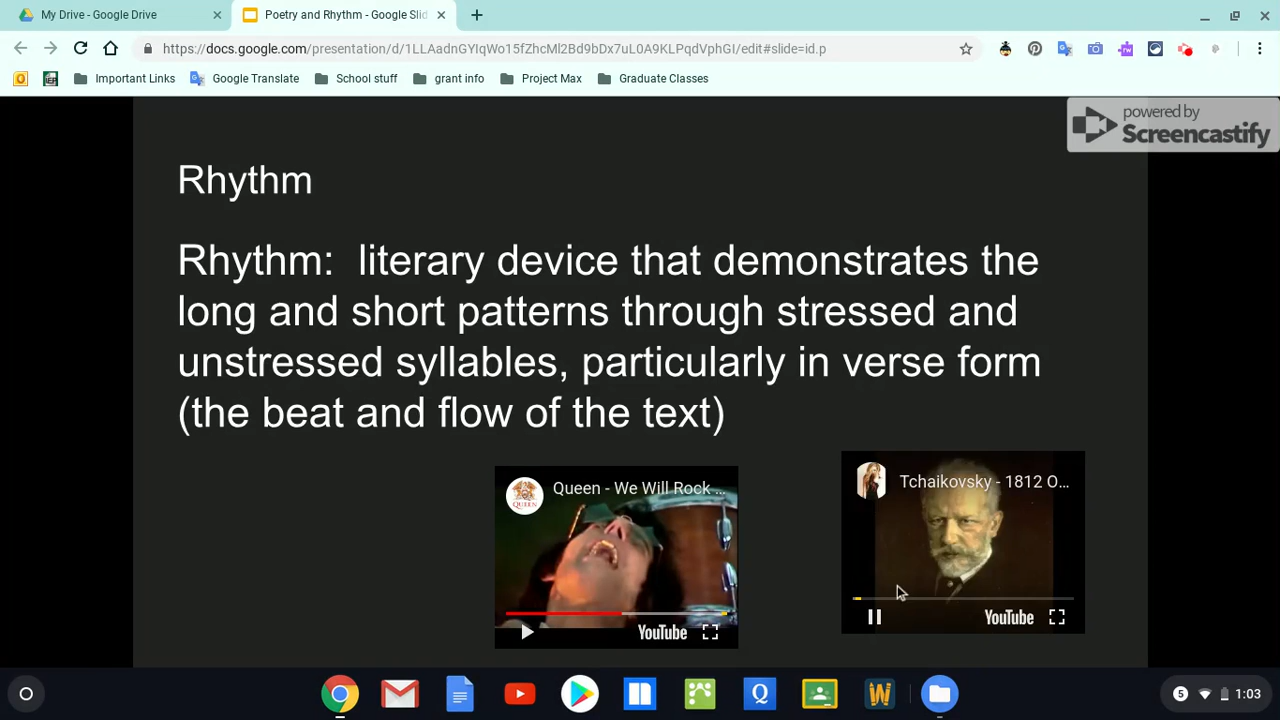 My Drive - Google Drive
Poetry and Rhythm - Google Slid
https://docs.google.com/presentation/d/1LLAadnGYIqWo15fZhcMl2Bd9bDx7uL0A9KLPqdVphGI/edit#slide=id.p
Important Links
Google Translate
School stuff
grant info
Project Max
Graduate Classes
powered by
Screencastify
Rhythm
Rhythm:  literary device that demonstrates the
long and short patterns through stressed and
unstressed syllables, particularly in verse form
(the beat and flow of the text)
Queen - We Will Rock ...
QUEEN
YouTube
Tchaikovsky - 1812 O...
YouTube
5
1:03